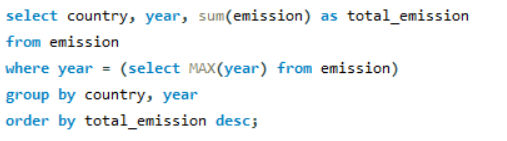 select country, year, sum(emission) as total_emission
from emission
where year = (select MAX(year) from emission)
group by country, year
order by total_emission desc;